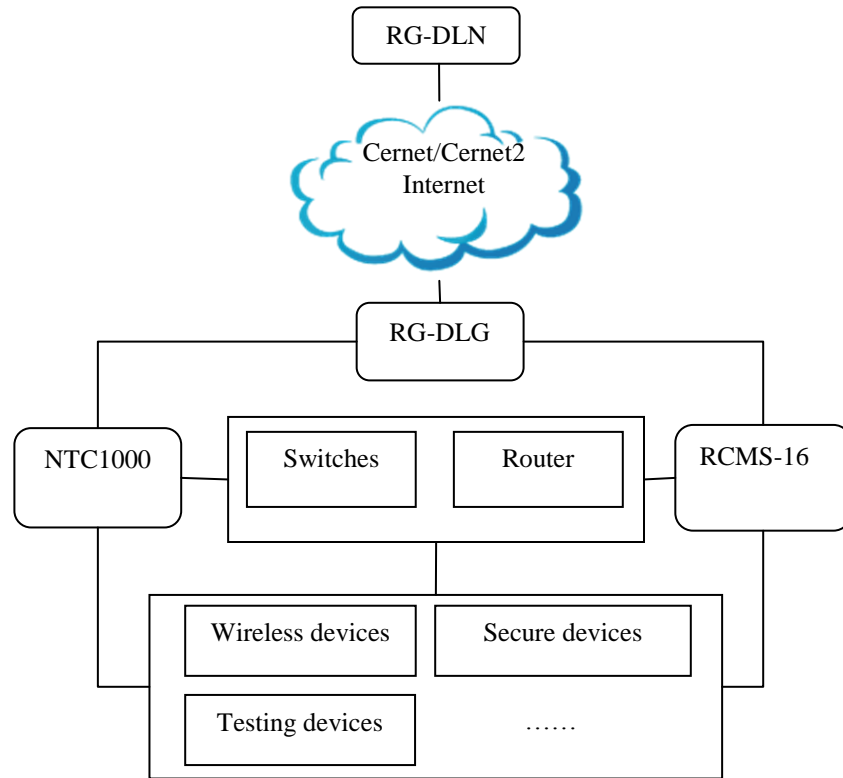 RG-DLN
Cernet/Cernet2
Internet
RG-DLG
NTC1000
Switches
Router
RCMS-16
Wireless devices
Secure devices
Testing devices
……